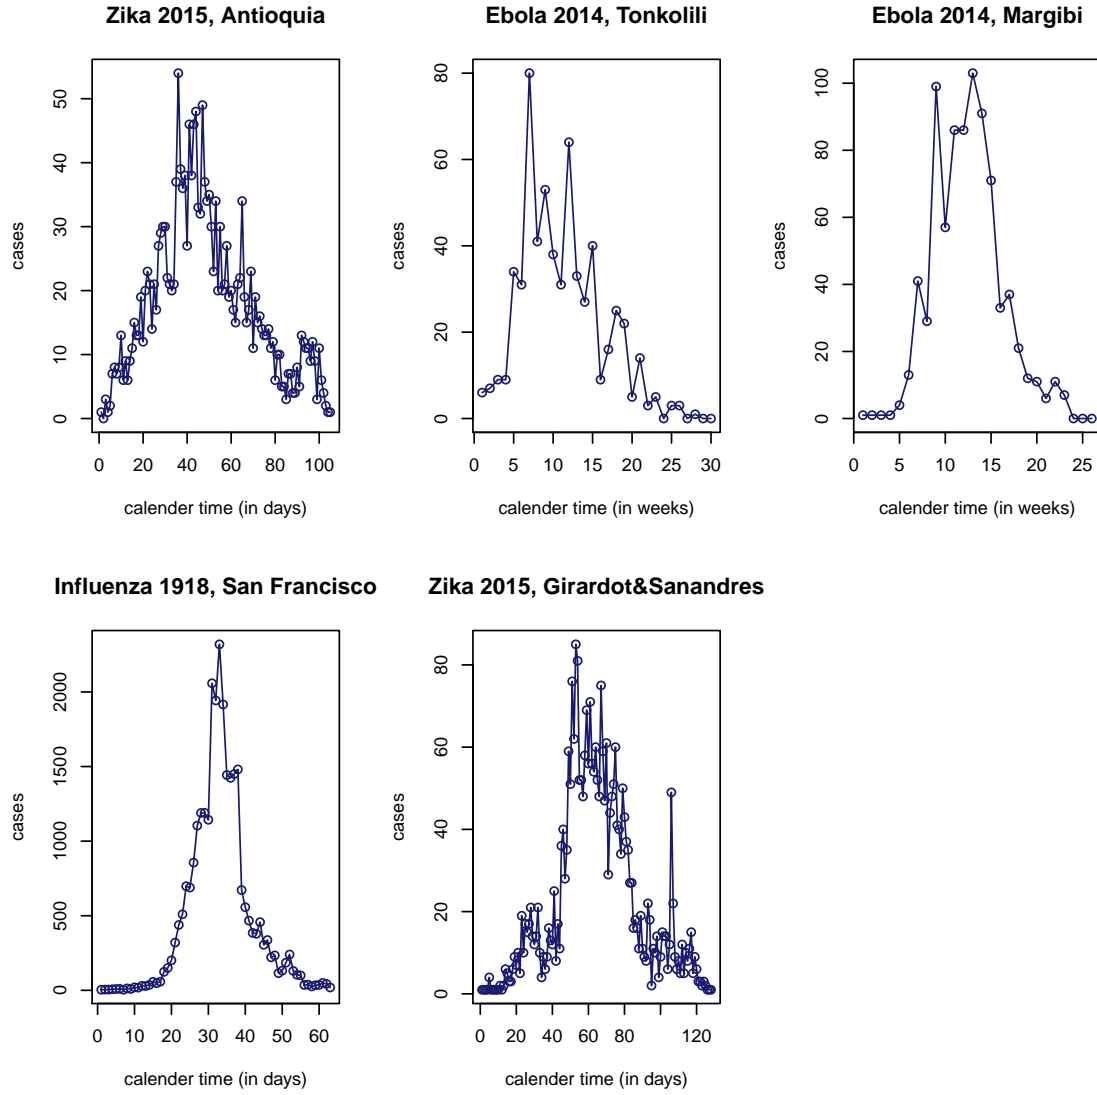 Zika 2015, Antioquia
cases
0
10
20
30
40
50
0 20 40 60 80 100
calender time (in days)
Ebola 2014, Tonkolili
cases
0
20
40
60
80
0 5 10 15 20 25 30
calender time (in weeks)
Ebola 2014, Margibi
cases
0
20
40
60
80
100
0 5 10 15 20 25
calender time (in weeks)
Influenza 1918, San Francisco
cases
0
500
1000
1500
2000
0 10 20 30 40 50 60
calender time (in days)
Zika 2015, Girardot&Sanandres
cases
0
20
40
60
80
0 20 40 60 80 120
calender time (in days)